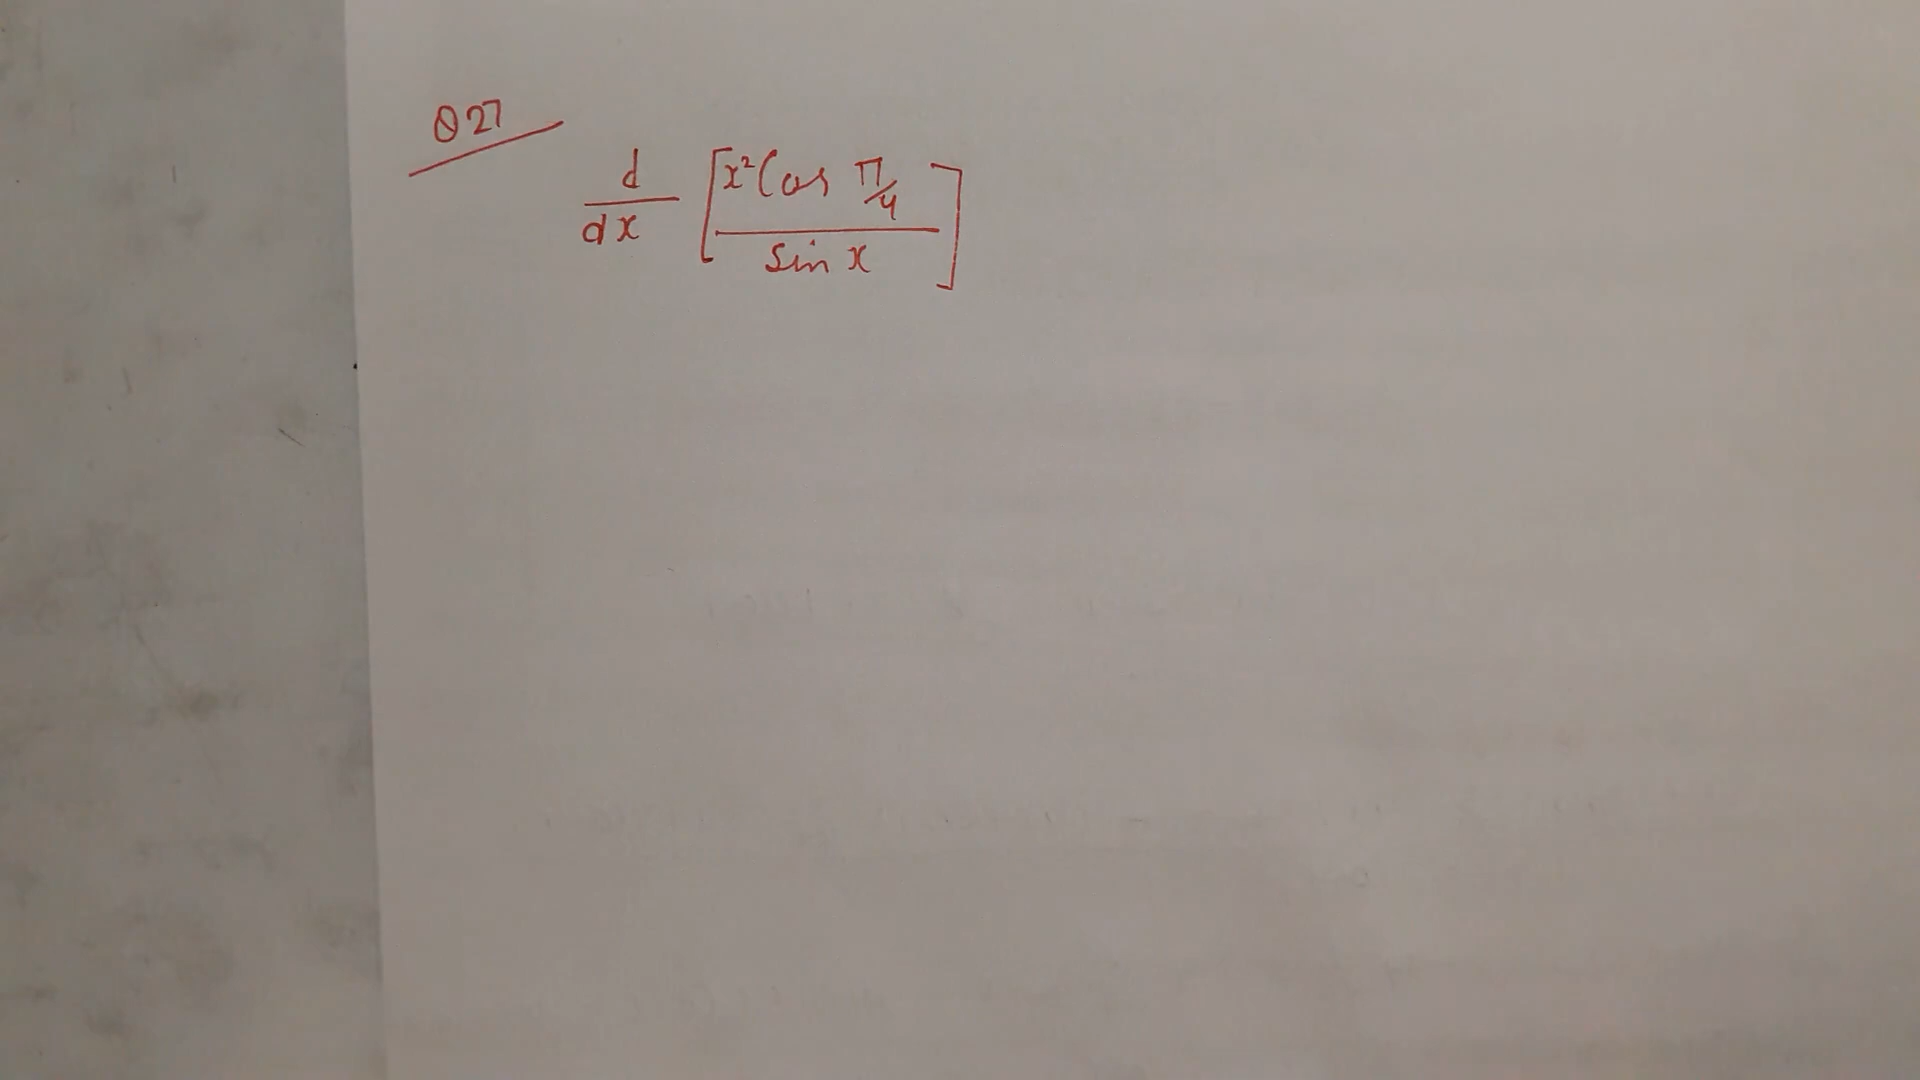 Q27
d/dx [x² Cos π/4 / Sin x]